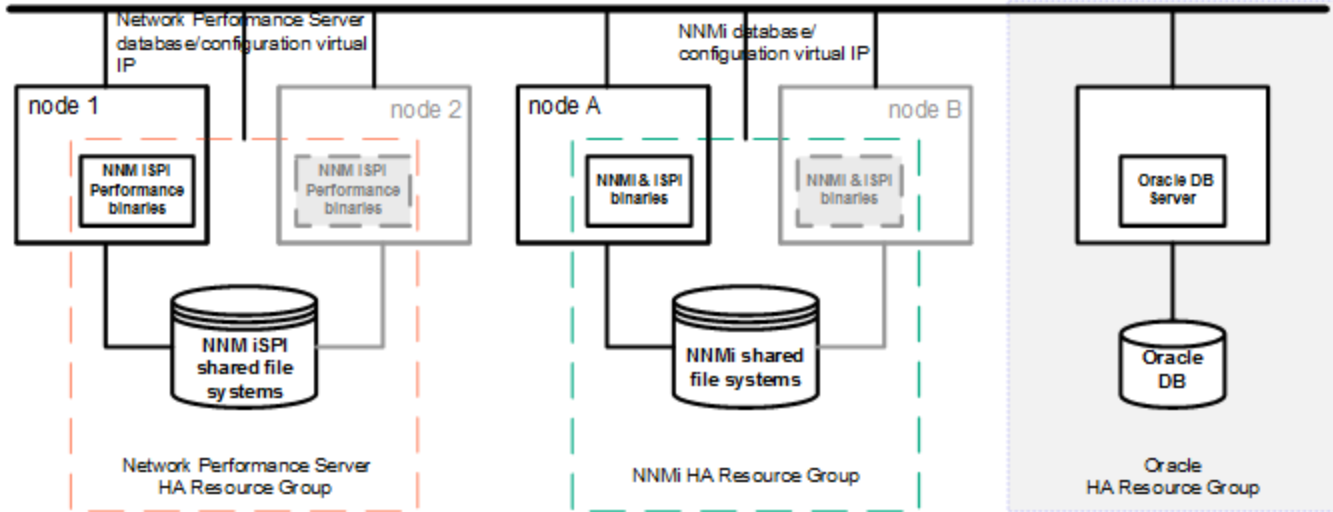 Network Performance Server
database/configuration virtual
IP
NNMi database/
configuration virtual IP
node 1
node 2
node A
node B
NNM iSPI
Performance
binaries
NNM iSPI
Performance
binaries
NNMi & iSPI
binaries
NNMi & iSPI
binaries
Oracle DB
Server
NNM iSPI
shared file
systems
NNMi shared
file systems
Oracle
DB
Network Performance Server
HA Resource Group
NNMi HA Resource Group
Oracle
HA Resource Group